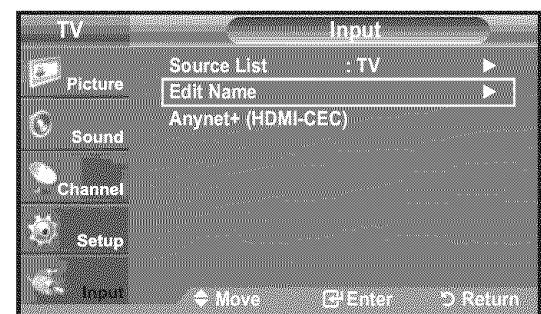 TV
Input
Picture
Sound
Channel
Setup
Input
Source List : TV
Edit Name
Anynet+ (HDMI-CEC)
Move Enter Return